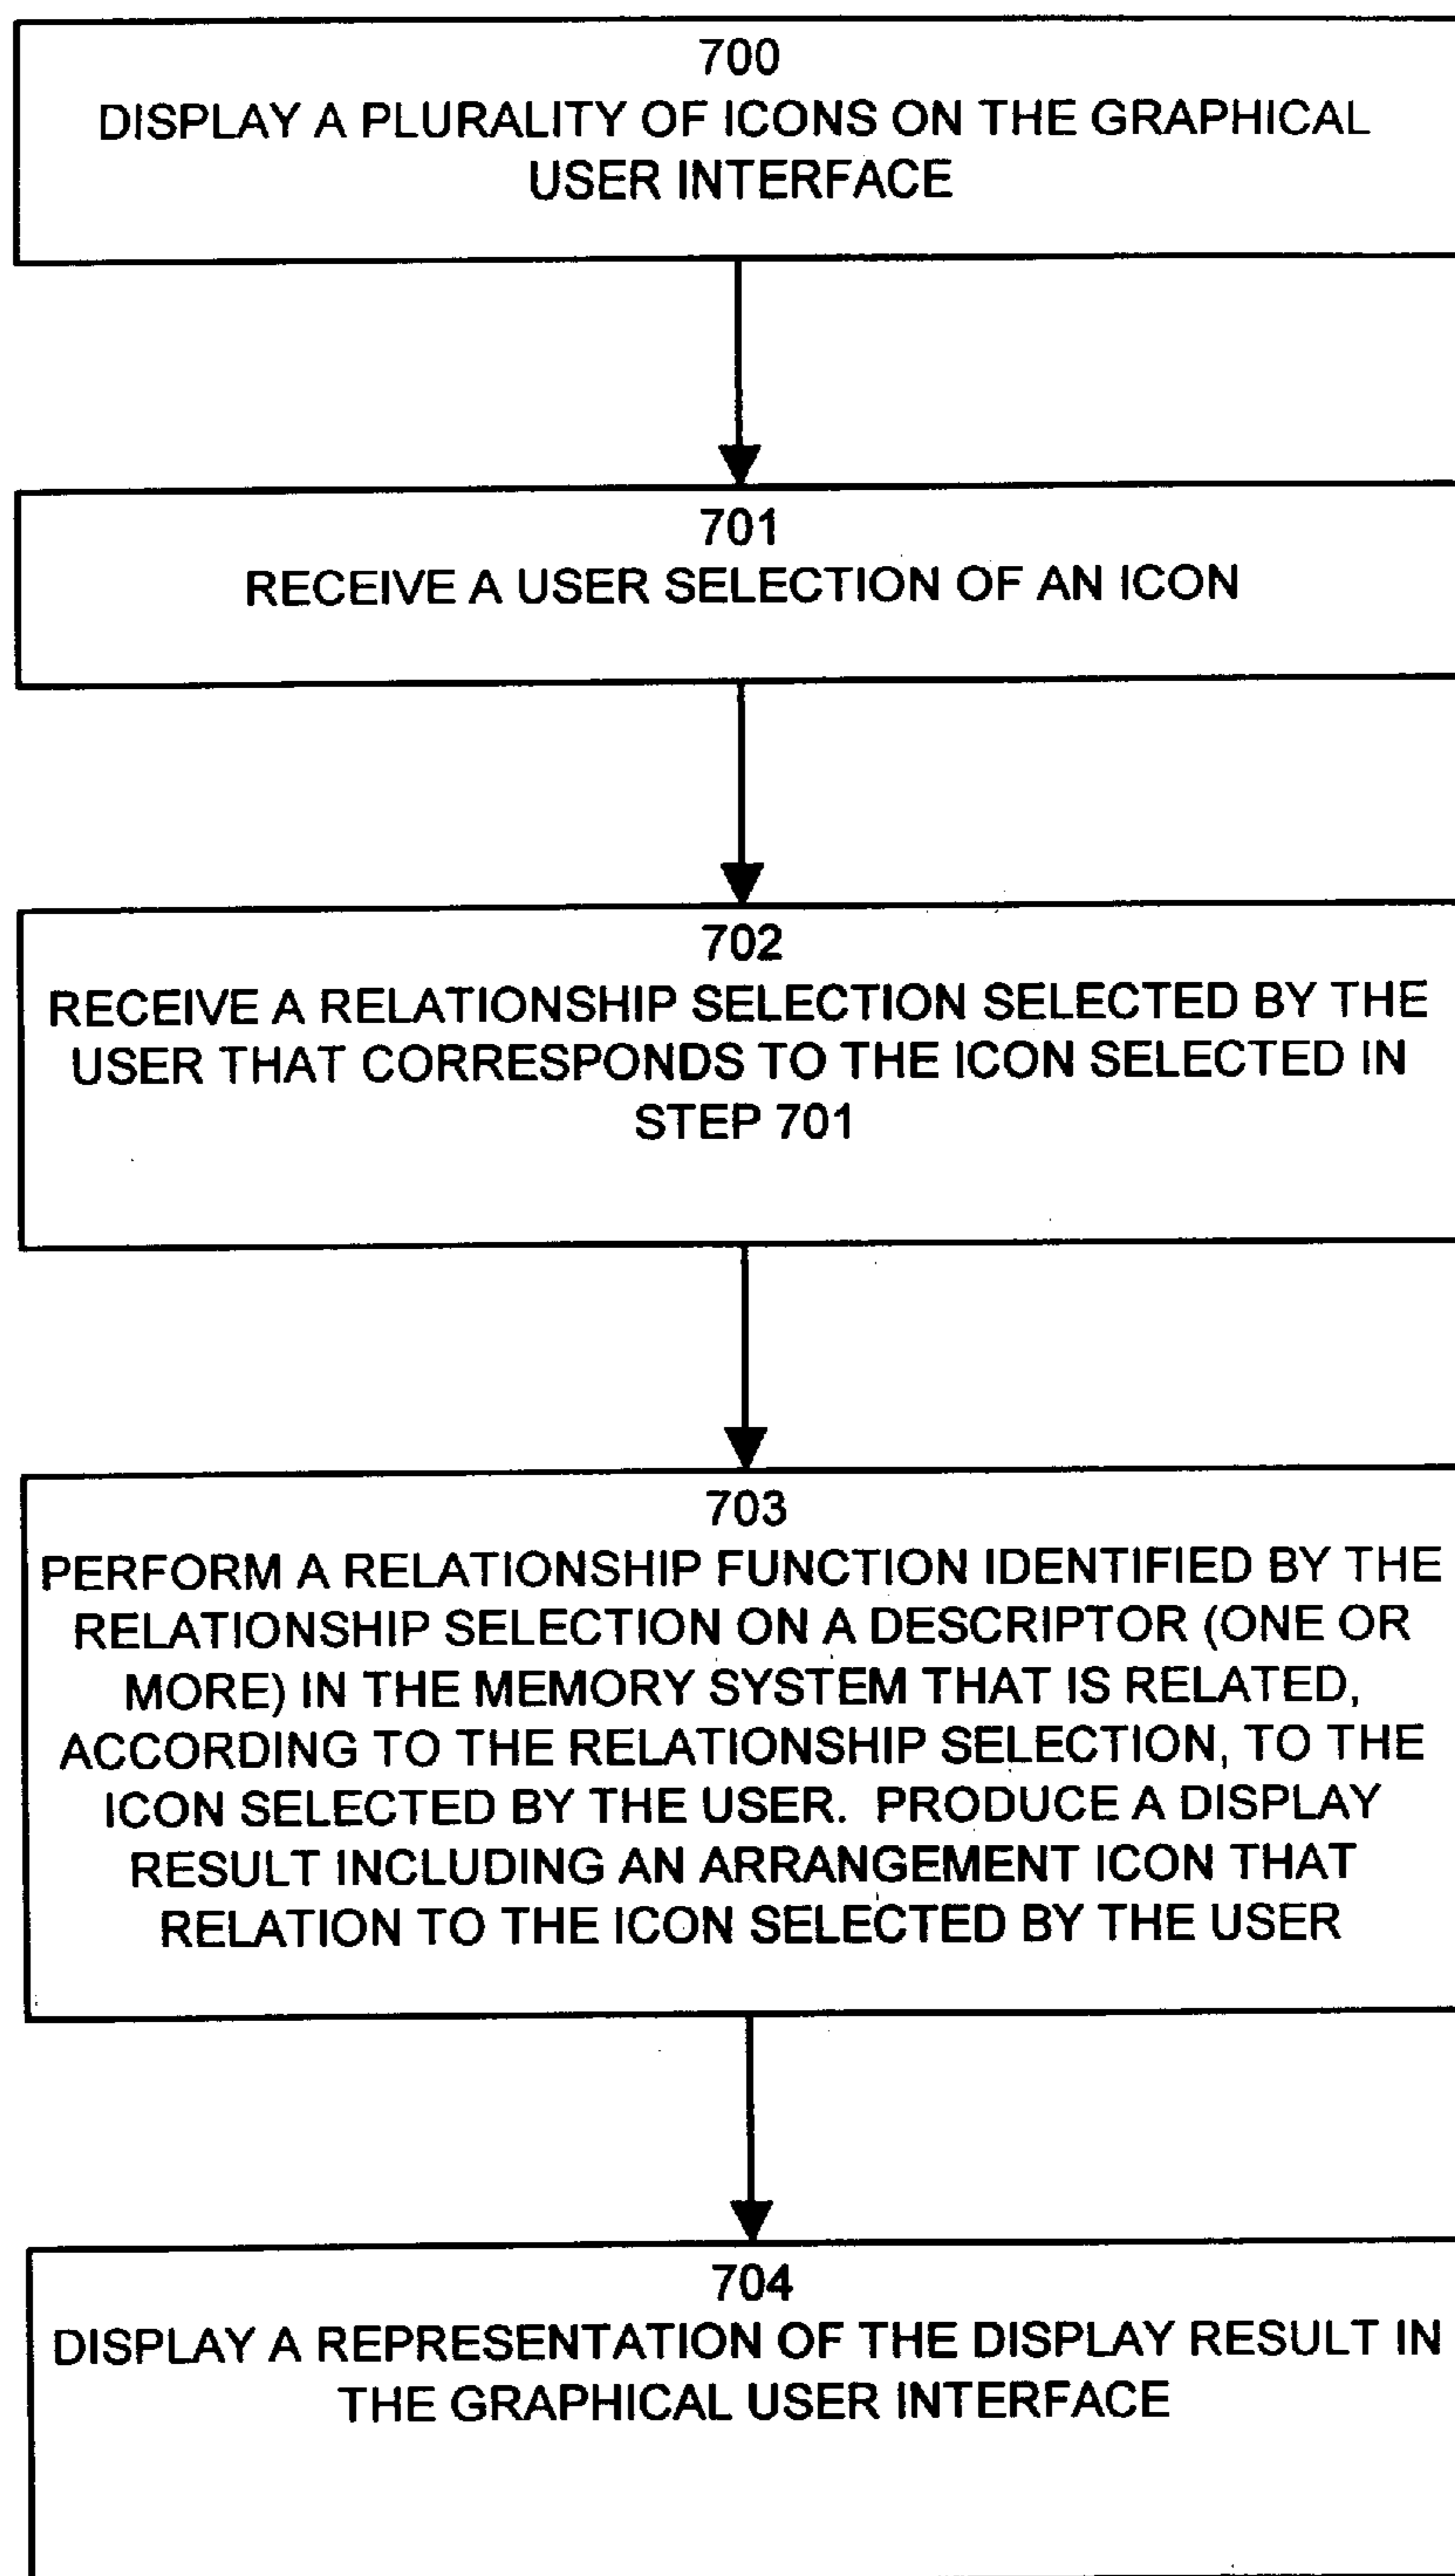 700
DISPLAY A PLURALITY OF ICONS ON THE GRAPHICAL
USER INTERFACE
701
RECEIVE A USER SELECTION OF AN ICON
702
RECEIVE A RELATIONSHIP SELECTION SELECTED BY THE
USER THAT CORRESPONDS TO THE ICON SELECTED IN
STEP 701
703
PERFORM A RELATIONSHIP FUNCTION IDENTIFIED BY THE
RELATIONSHIP SELECTION ON A DESCRIPTOR (ONE OR
MORE) IN THE MEMORY SYSTEM THAT IS RELATED,
ACCORDING TO THE RELATIONSHIP SELECTION, TO THE
ICON SELECTED BY THE USER. PRODUCE A DISPLAY
RESULT INCLUDING AN ARRANGEMENT ICON THAT
RELATION TO THE ICON SELECTED BY THE USER
704
DISPLAY A REPRESENTATION OF THE DISPLAY RESULT IN
THE GRAPHICAL USER INTERFACE